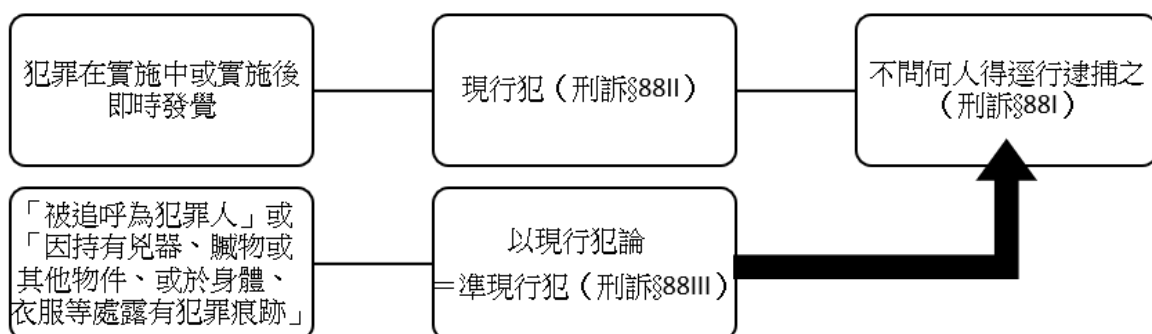 犯罪在實施中或實施後
即時發覺
現行犯（刑訴§88II）
不問何人得逕行逮捕之
（刑訴§88I）
「被追呼為犯罪人」或
「因持有兇器、贓物或
其他物件、或於身體、
衣服等處露有犯罪痕跡」
以現行犯論
＝準現行犯（刑訴§88III）